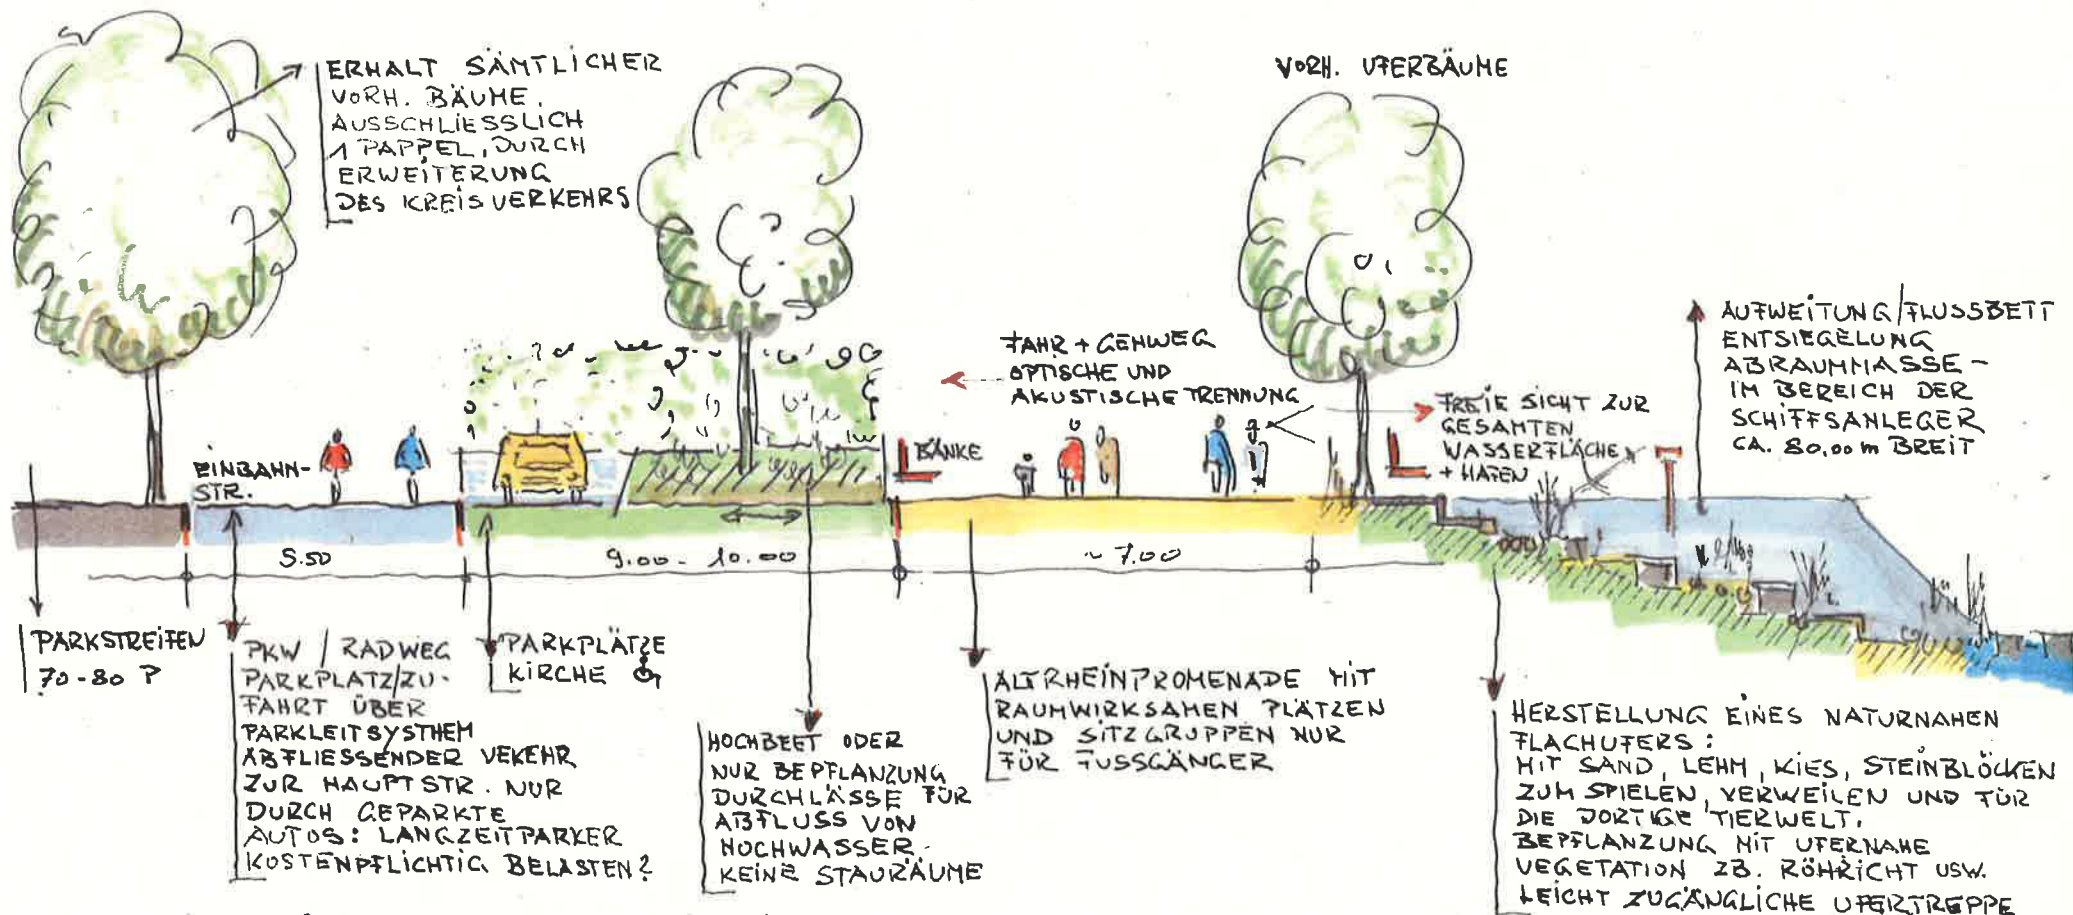 ERHALT SÄMTLICHER
VORH. BÄUME.
AUSSCHLIESSLICH
1 PAPPEL, DURCH
ERWEITERUNG
DES KREISVERKEHRS
VORH. UFERBÄUME
AUFWEITUNG/FLUSSBETT
ENTSIEGELUNG
ABRAUMMASSE -
IM BEREICH DER
SCHIFFSANLEGER
CA. 80,00 m BREIT
FAHR + GEHWEG
OPTISCHE UND
AKUSTISCHE TRENNUNG
FREIE SICHT ZUR
GESAMTEN
WASSERFLÄCHE
+ HAFEN
EINBAHN-
STR.
BÄNKE
5.50
9.00 - 10.00
~ 7.00
PARKSTREIFEN
70-80 P
PKW / RADWEG
PARKPLATZ/ZU-
FAHRT ÜBER
PARKLEITSYSTHEM
ABFLIESSENDER VEKEHR
ZUR HAUPTSTR. NUR
DURCH GEPARKTE
AUTOS: LANGZEITPARKER
KOSTENPFLICHTIG BELASTEN?
PARKPLÄTZE
KIRCHE
HOCHBEET ODER
NUR BEPFLANZUNG
DURCHLÄSSE FÜR
ABFLUSS VON
HOCHWASSER.
KEINE STAURÄUME
ALTRHEINPROMENADE MIT
RAUMWIRKSAMEN PLÄTZEN
UND SITZGRUPPEN NUR
FÜR FUSSGÄNGER
HERSTELLUNG EINES NATURNAHEN
FLACHUFERS:
MIT SAND, LEHM, KIES, STEINBLÖCKEN
ZUM SPIELEN, VERWEILEN UND FÜR
DIE DORTIGE TIERWELT.
BEPFLANZUNG MIT UFERNAHE
VEGETATION ZB. RÖHRICHT USW.
LEICHT ZUGÄNGLICHE UFERTREPPE